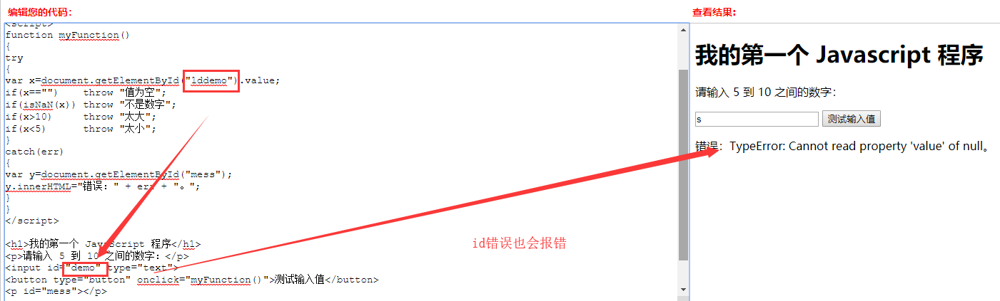 编辑您的代码：
查看结果:
<script>
function myFunction()
{
try
{
var x=document.getElementById("lddemo").value;
if(x=="")    throw "值为空";
if(isNaN(x)) throw "不是数字";
if(x>10)     throw "太大";
if(x<5)      throw "太小";
}
catch(err)
{
var y=document.getElementById("mess");
y.innerHTML="错误：" + err + "。";
}
}
</script>
<h1>我的第一个 JavaScript 程序</h1>
<p>请输入 5 到 10 之间的数字：</p>
<input id="demo" type="text">
<button type="button" onclick="myFunction()">测试输入值</button>
<p id="mess"></p>
我的第一个 Javascript 程序
请输入 5 到 10 之间的数字：
s 测试输入值
错误：TypeError: Cannot read property 'value' of null。
id错误也会报错